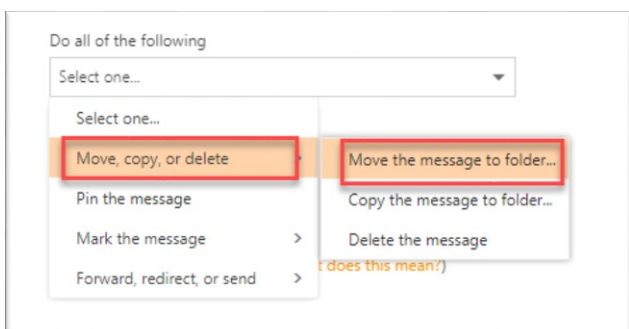 Do all of the following
Select one...
Select one...
Move, copy, or delete
Move the message to folder...
Pin the message
Copy the message to folder...
Mark the message >
Delete the message
t does this mean?)
Forward, redirect, or send >